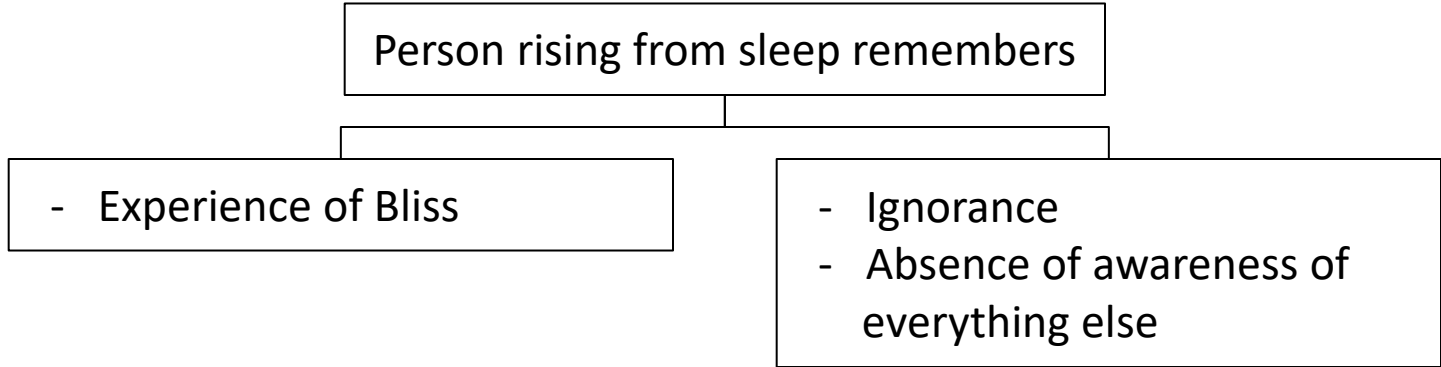 Person rising from sleep remembers
- Experience of Bliss
- Ignorance
- Absence of awareness of
everything else